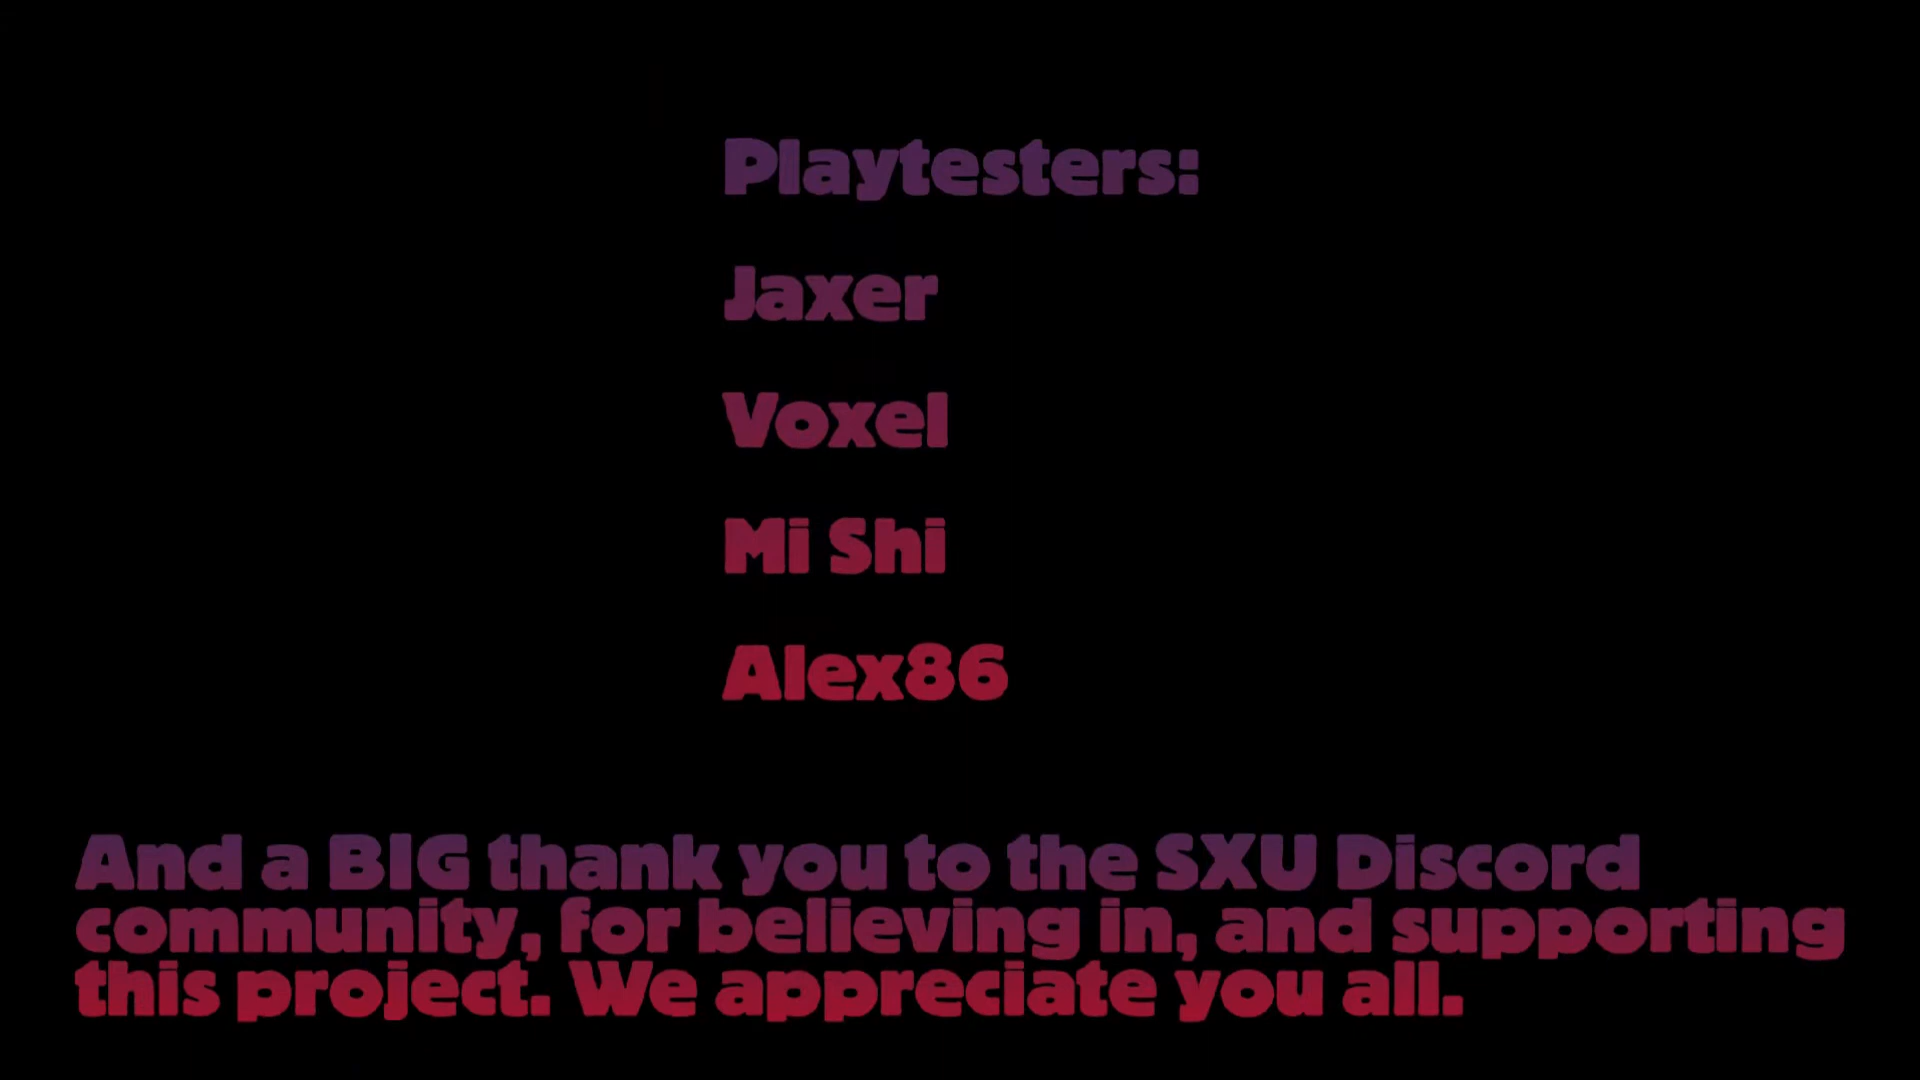 Playtesters:
Jaxer
Voxel
Mi Shi
Alex86
And a BIG thank you to the SXU Discord
community, for believing in, and supporting
this project. We appreciate you all.